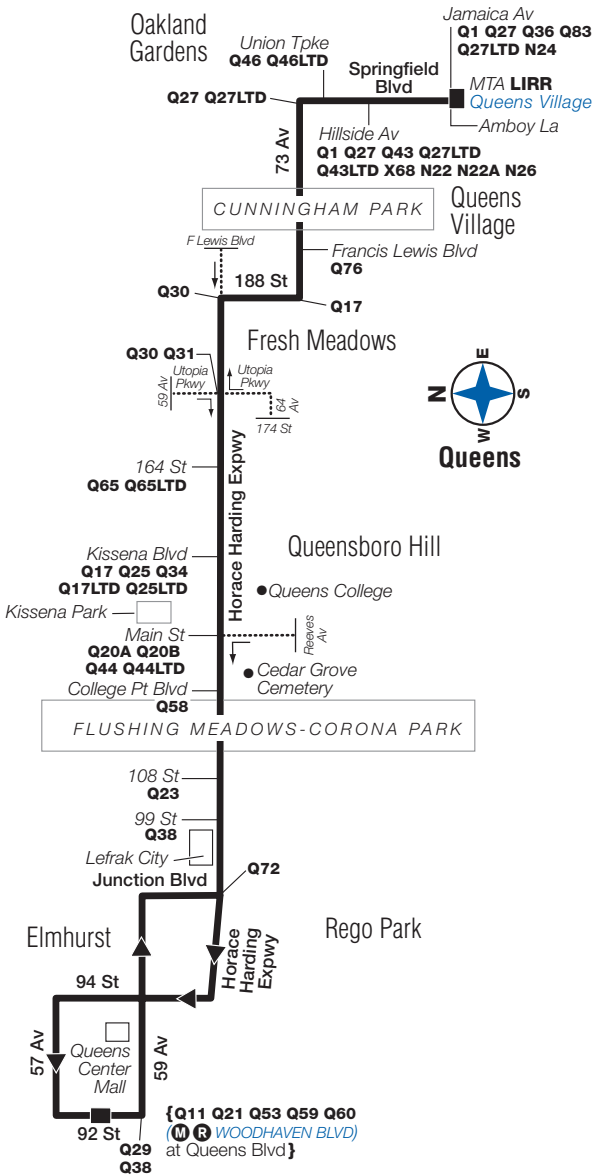 Oakland
Gardens
Jamaica Av
Q1 Q27 Q36 Q83
Q27LTD N24
Union Tpke
Q46 Q46LTD
Springfield
Blvd
MTA LIRR
Queens Village
Q27 Q27LTD
Amboy La
73 Av
Hillside Av
Q1 Q27 Q43 Q27LTD
Q43LTD X68 N22 N22A N26
CUNNINGHAM PARK
Queens
Village
F Lewis Blvd
Francis Lewis Blvd
Q76
188 St
Q30
Q17
Fresh Meadows
Q30 Q31
59 Av
Utopia
Pkwy
Utopia
Pkwy
64
Av
174 St
E
N
S
W
Queens
Horace Harding Expwy
164 St
Q65 Q65LTD
Kissena Blvd
Q17 Q25 Q34
Q17LTD Q25LTD
Queensboro Hill
Queens College
Kissena Park
Main St
Q20A Q20B
Q44 Q44LTD
Reeves
Av
Cedar Grove
Cemetery
College Pt Blvd
Q58
FLUSHING MEADOWS-CORONA PARK
108 St
Q23
99 St
Q38
Lefrak City
Junction Blvd
Q72
Elmhurst
Rego Park
Horace
Harding
Expwy
94 St
57 Av
Queens
Center
Mall
59 Av
92 St
Q29
Q38
{Q11 Q21 Q53 Q59 Q60
(M R WOODHAVEN BLVD)
at Queens Blvd}